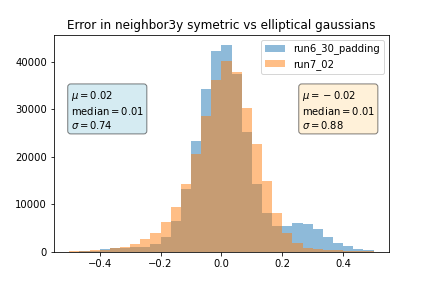 Error in neighbor3y symetric vs elliptical gaussians
run6_30_padding
run7_02
μ = 0.02
median = 0.01
σ = 0.74
μ = −0.02
median = 0.01
σ = 0.88
40000
30000
20000
10000
0
−0.4
−0.2
0.0
0.2
0.4